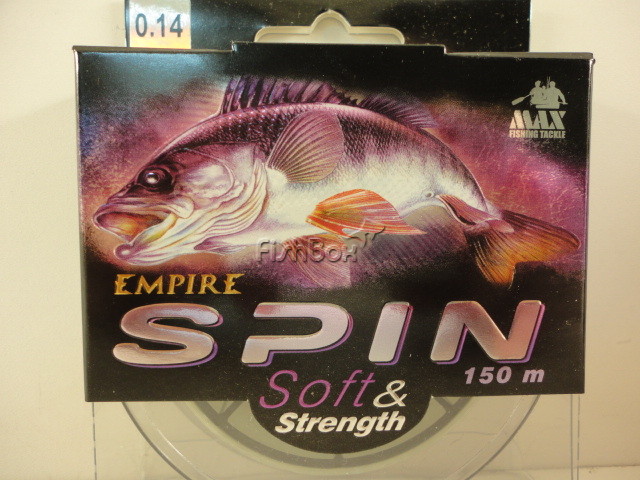 0.14
MAX
FISHING TACKLE
FishBox
EMPIRE
SPIN
150 m
Soft &
Strength